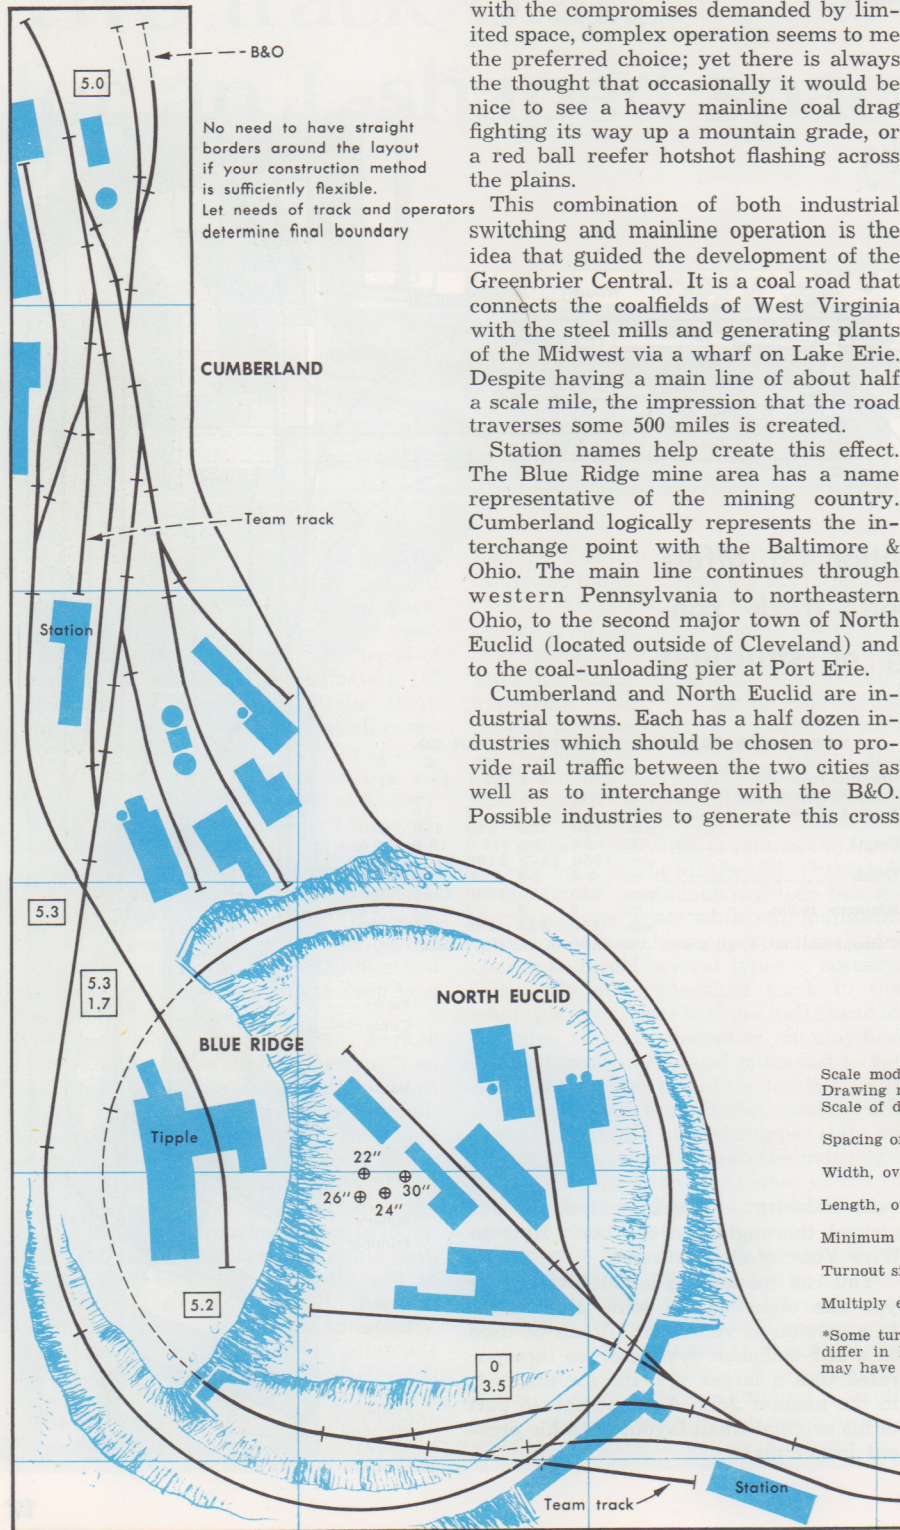 B&O
5.0
No need to have straight
borders around the layout
if your construction method
is sufficiently flexible.
Let needs of track and operators
determine final boundary
CUMBERLAND
Team track
Station
5.3
5.3
1.7
NORTH EUCLID
BLUE RIDGE
Tipple
22"
26"
30"
24"
5.2
0
3.5
Station
Team track
with the compromises demanded by lim-
ited space, complex operation seems to me
the preferred choice; yet there is always
the thought that occasionally it would be
nice to see a heavy mainline coal drag
fighting its way up a mountain grade, or
a red ball reefer hotshot flashing across
the plains.
This combination of both industrial
switching and mainline operation is the
idea that guided the development of the
Greenbrier Central. It is a coal road that
connects the coalfields of West Virginia
with the steel mills and generating plants
of the Midwest via a wharf on Lake Erie.
Despite having a main line of about half
a scale mile, the impression that the road
traverses some 500 miles is created.
Station names help create this effect.
The Blue Ridge mine area has a name
representative of the mining country.
Cumberland logically represents the in-
terchange point with the Baltimore &
Ohio. The main line continues through
western Pennsylvania to northeastern
Ohio, to the second major town of North
Euclid (located outside of Cleveland) and
to the coal-unloading pier at Port Erie.
Cumberland and North Euclid are in-
dustrial towns. Each has a half dozen in-
dustries which should be chosen to pro-
vide rail traffic between the two cities as
well as to interchange with the B&O.
Possible industries to generate this cross
Scale mod
Drawing
Scale of d
Spacing o
Width, ov
Length, o
Minimum
Turnout si
Multiply e
*Some tur
differ in
may have